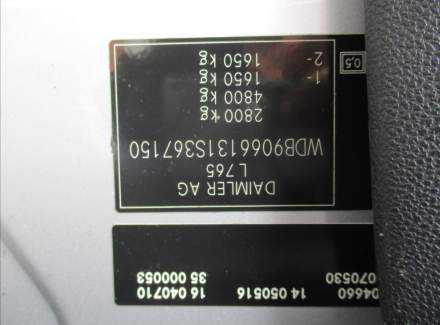 04660 14 050516 16 040710
070530 35 000053
DAIMLER AG
L765
WDB9066131S367150
2800 kg
4800 kg
1- 1650 kg
2- 1650 kg
0,5